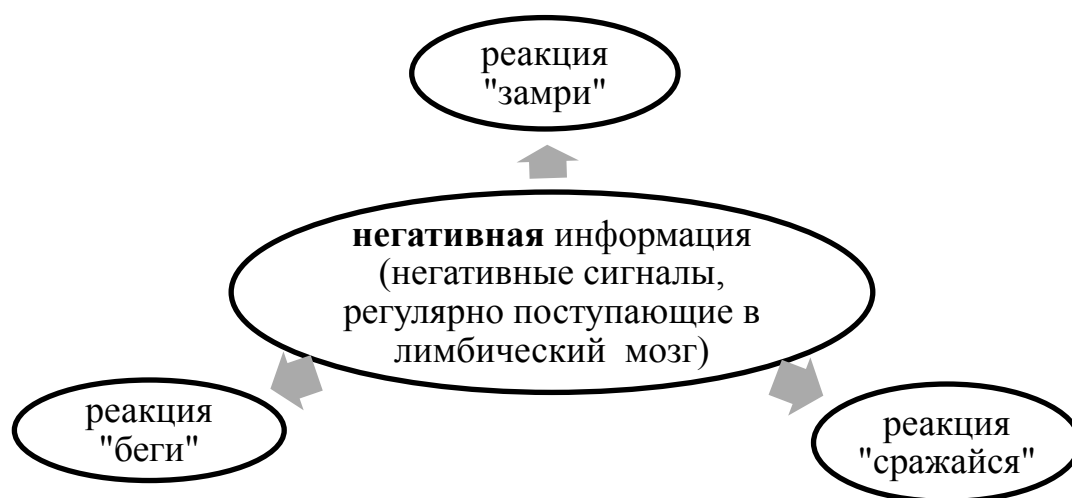 реакция
"замри"
негативная информация
(негативные сигналы,
регулярно поступающие в
лимбический мозг)
реакция
"беги"
реакция
"сражайся"